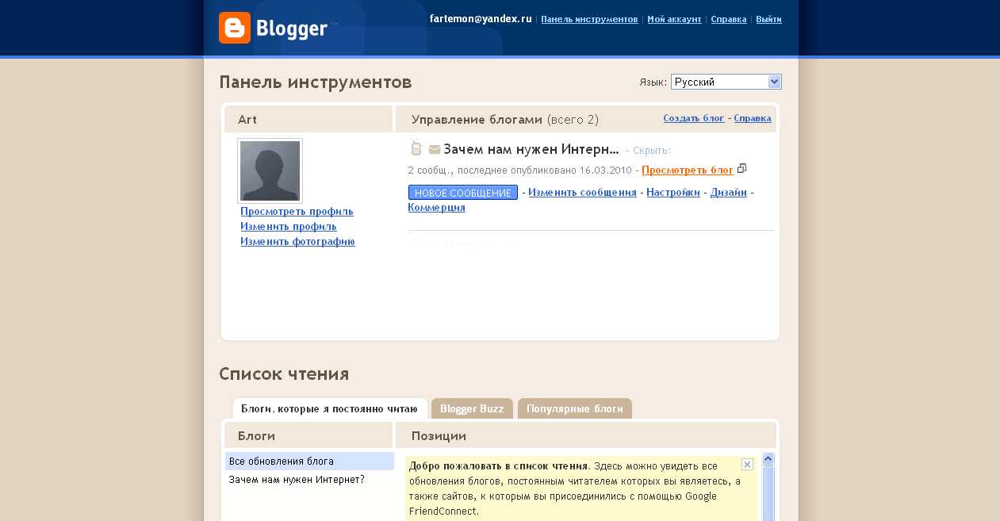 Blogger™
fartemon@yandex.ru | Панель инструментов | Мой аккаунт | Справка | Выйти
Панель инструментов
Язык: Русский
Art
Управление блогами (всего 2)
Создать блог - Справка
Зачем нам нужен Интерн... - Скрыть:
2 сообщ., последнее опубликовано 16.03.2010 - Просмотреть блог
НОВОЕ СООБЩЕНИЕ - Изменить сообщения - Настройки - Дизайн -
Коммерция
Просмотреть профиль
Изменить профиль
Изменить фотографию
Список чтения
Блоги, которые я постоянно читаю
Blogger Buzz
Популярные блоги
Блоги
Позиции
Все обновления блога
Зачем нам нужен Интернет?
Добро пожаловать в список чтения. Здесь можно увидеть все
обновления блогов, постоянным читателем которых вы являетесь, а
также сайтов, к которым вы присоединились с помощью Google
FriendConnect.